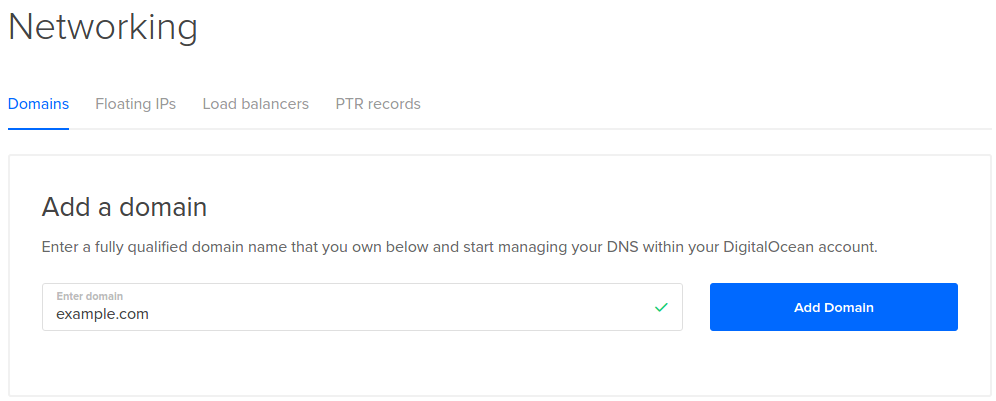 Networking
Domains Floating IPs Load balancers PTR records
Add a domain
Enter a fully qualified domain name that you own below and start managing your DNS within your DigitalOcean account.
Enter domain
example.com
Add Domain